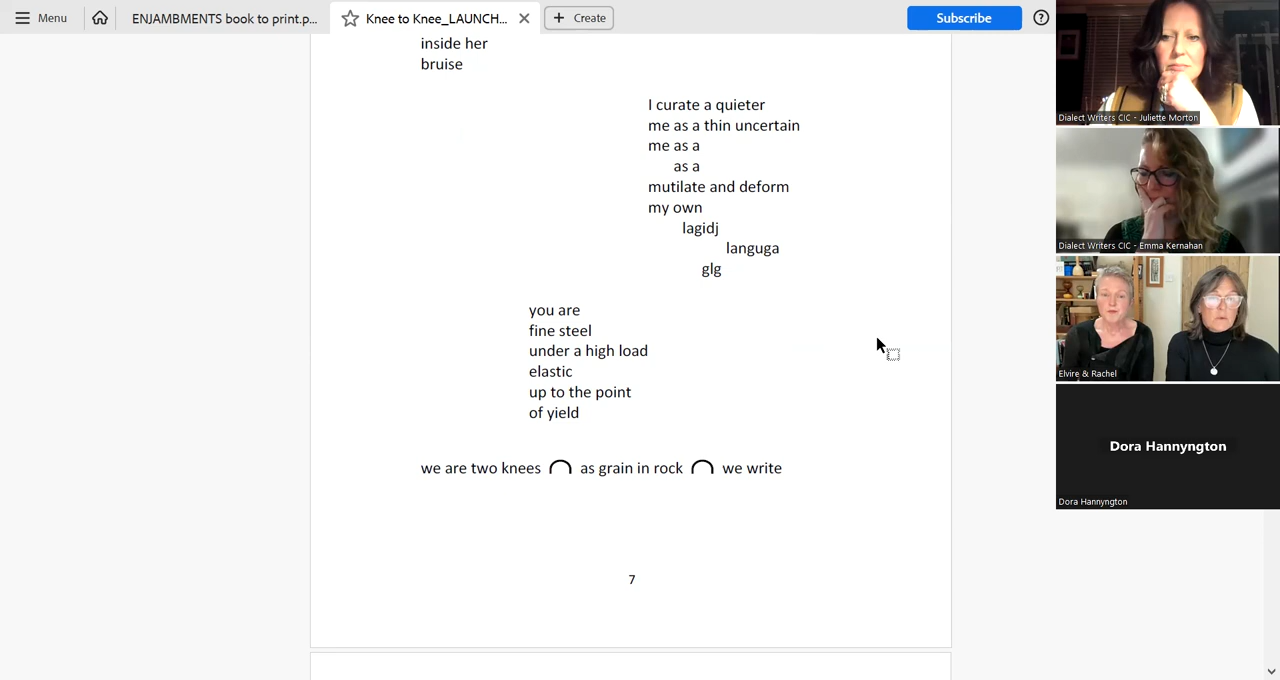 Menu
ENJAMBMENTS book to print.p...
Knee to Knee_LAUNCH...
Create
Subscribe
inside her
bruise
I curate a quieter
me as a thin uncertain
me as a
as a
mutilate and deform
my own
lagidj
languga
glg
you are
fine steel
under a high load
elastic
up to the point
of yield
we are two knees as grain in rock we write
7
Dialect Writers CIC - Juliette Morton
Dialect Writers CIC - Emma Kernahan
Elvire & Rachel
Dora Hannyngton
Dora Hannyngton